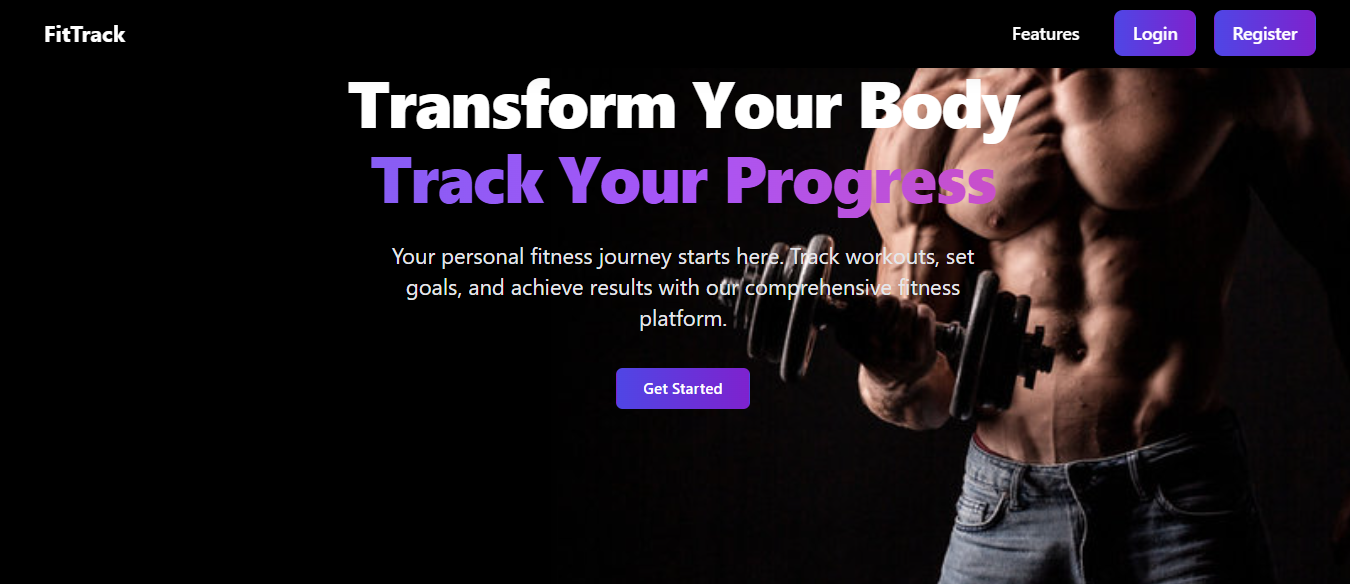 FitTrack
Features
Login
Register
Transform Your Body
Track Your Progress
Your personal fitness journey starts here. Track workouts, set
goals, and achieve results with our comprehensive fitness
platform.
Get Started